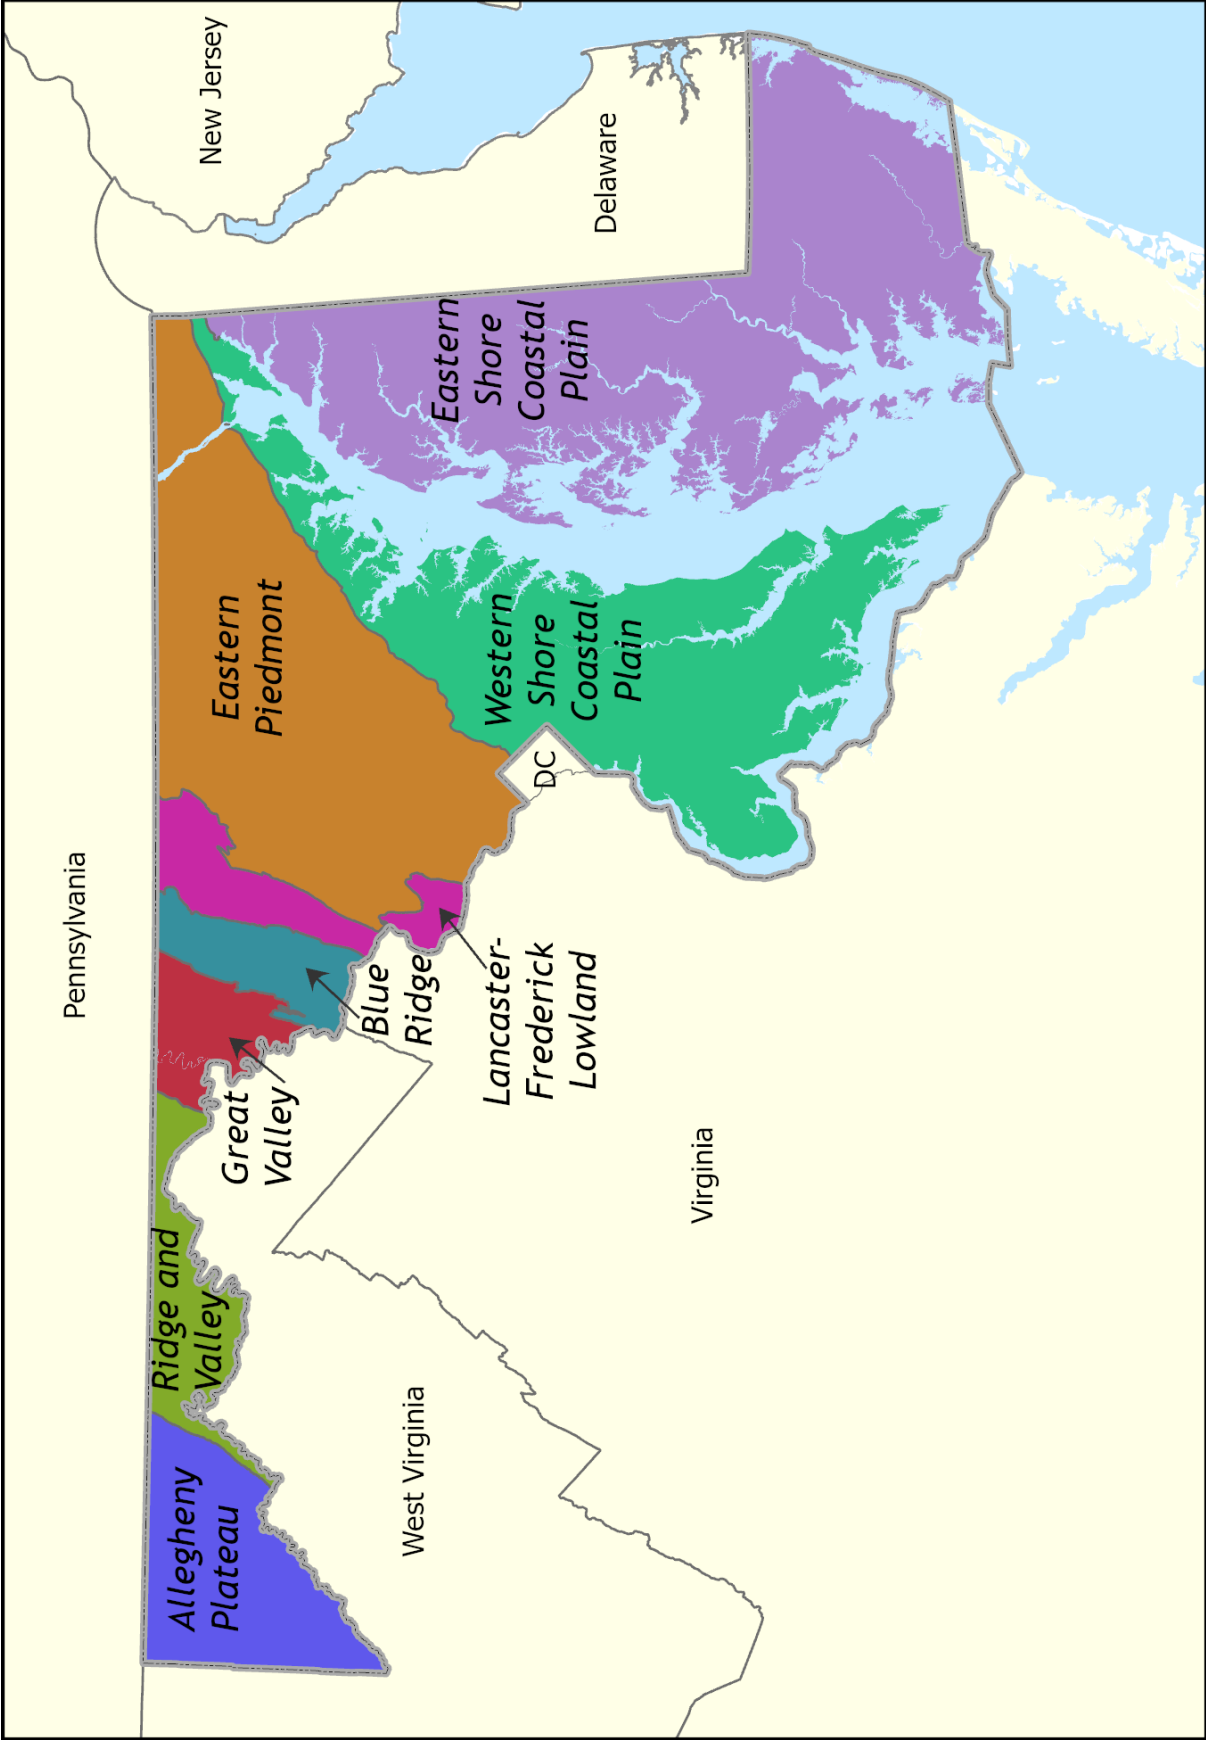 Pennsylvania
New Jersey
Delaware
Allegheny
Plateau
Ridge and
Valley
Great
Valley
Blue
Ridge
Lancaster-
Frederick
Lowland
Eastern
Piedmont
DC
Western
Shore
Coastal
Plain
Eastern
Shore
Coastal
Plain
West Virginia
Virginia